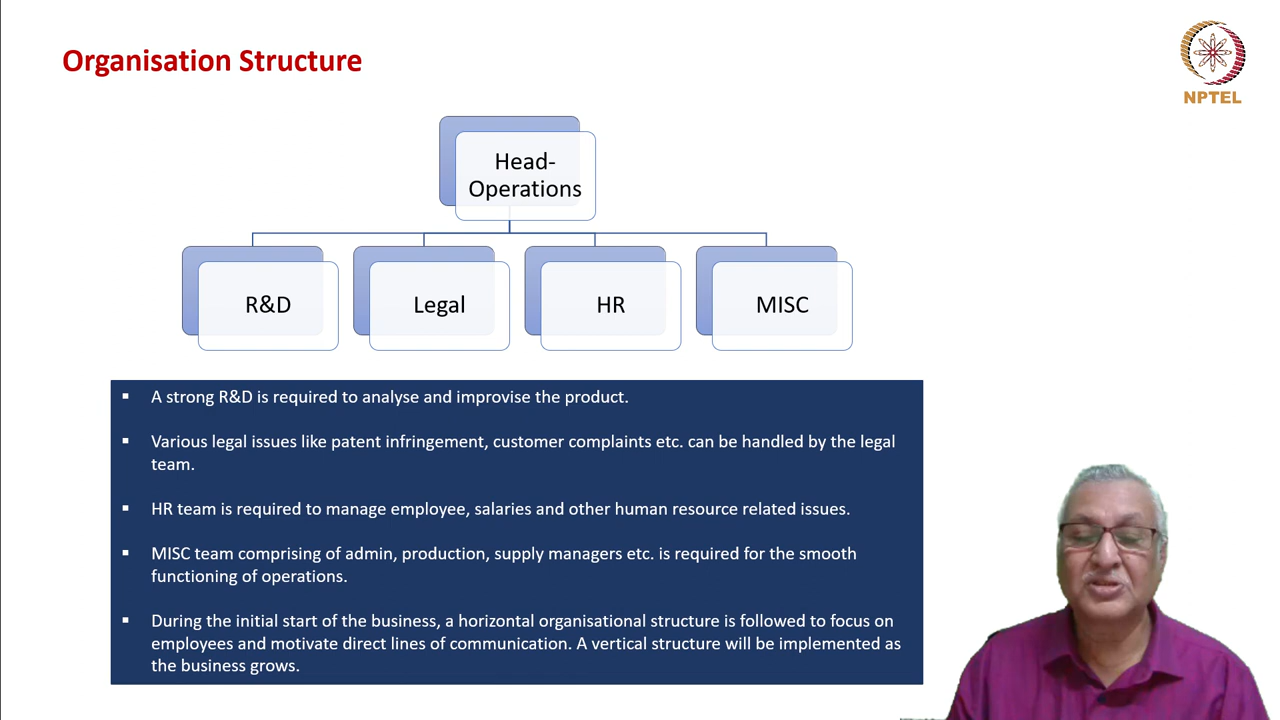 Organisation Structure
NPTEL
Head-
Operations
R&D
Legal
HR
MISC
▪ A strong R&D is required to analyse and improvise the product.
▪ Various legal issues like patent infringement, customer complaints etc. can be handled by the legal
team.
▪ HR team is required to manage employee, salaries and other human resource related issues.
▪ MISC team comprising of admin, production, supply managers etc. is required for the smooth
functioning of operations.
▪ During the initial start of the business, a horizontal organisational structure is followed to focus on
employees and motivate direct lines of communication. A vertical structure will be implemented as
the business grows.